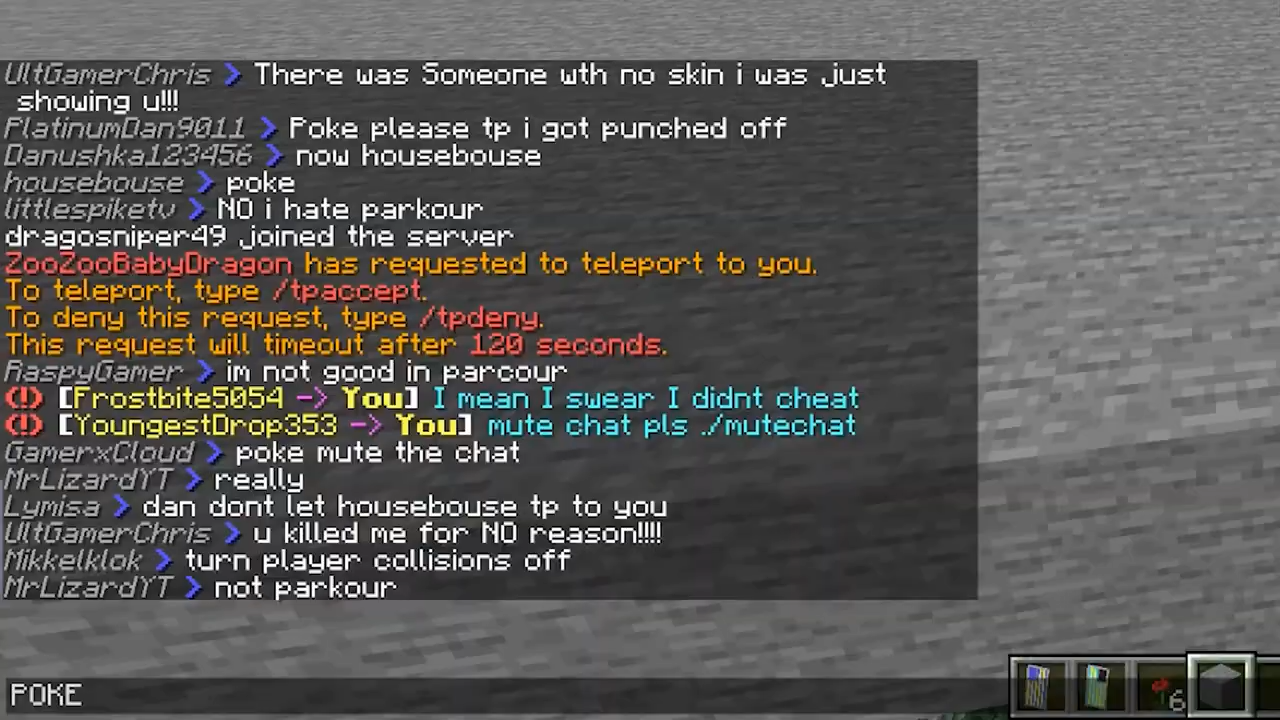 UltGamerChris > There was Someone wth no skin i was just
showing u!!!
PlatinumDan9011 > Poke please tp i got punched off
Danushka123456 > now housebouse
housebouse > poke
littlespiketv > NO i hate parkour
dragosniper49 joined the server
ZooZooBabyDragon has requested to teleport to you.
To teleport, type /tpaccept.
To deny this request, type /tpdeny.
This request will timeout after 120 seconds.
RaspyGamer > im not good in parcour
(!) [Frostbite5054 -> You] I mean I swear I didnt cheat
(!) [YoungestDrop353 -> You] mute chat pls ./mutechat
GamerxCloud > poke mute the chat
MrLizardYT > really
Lymisa > dan dont let housebouse tp to you
UltGamerChris > u killed me for NO reason!!!!
Mikkelklok > turn player collisions off
MrLizardYT > not parkour
POKE
6